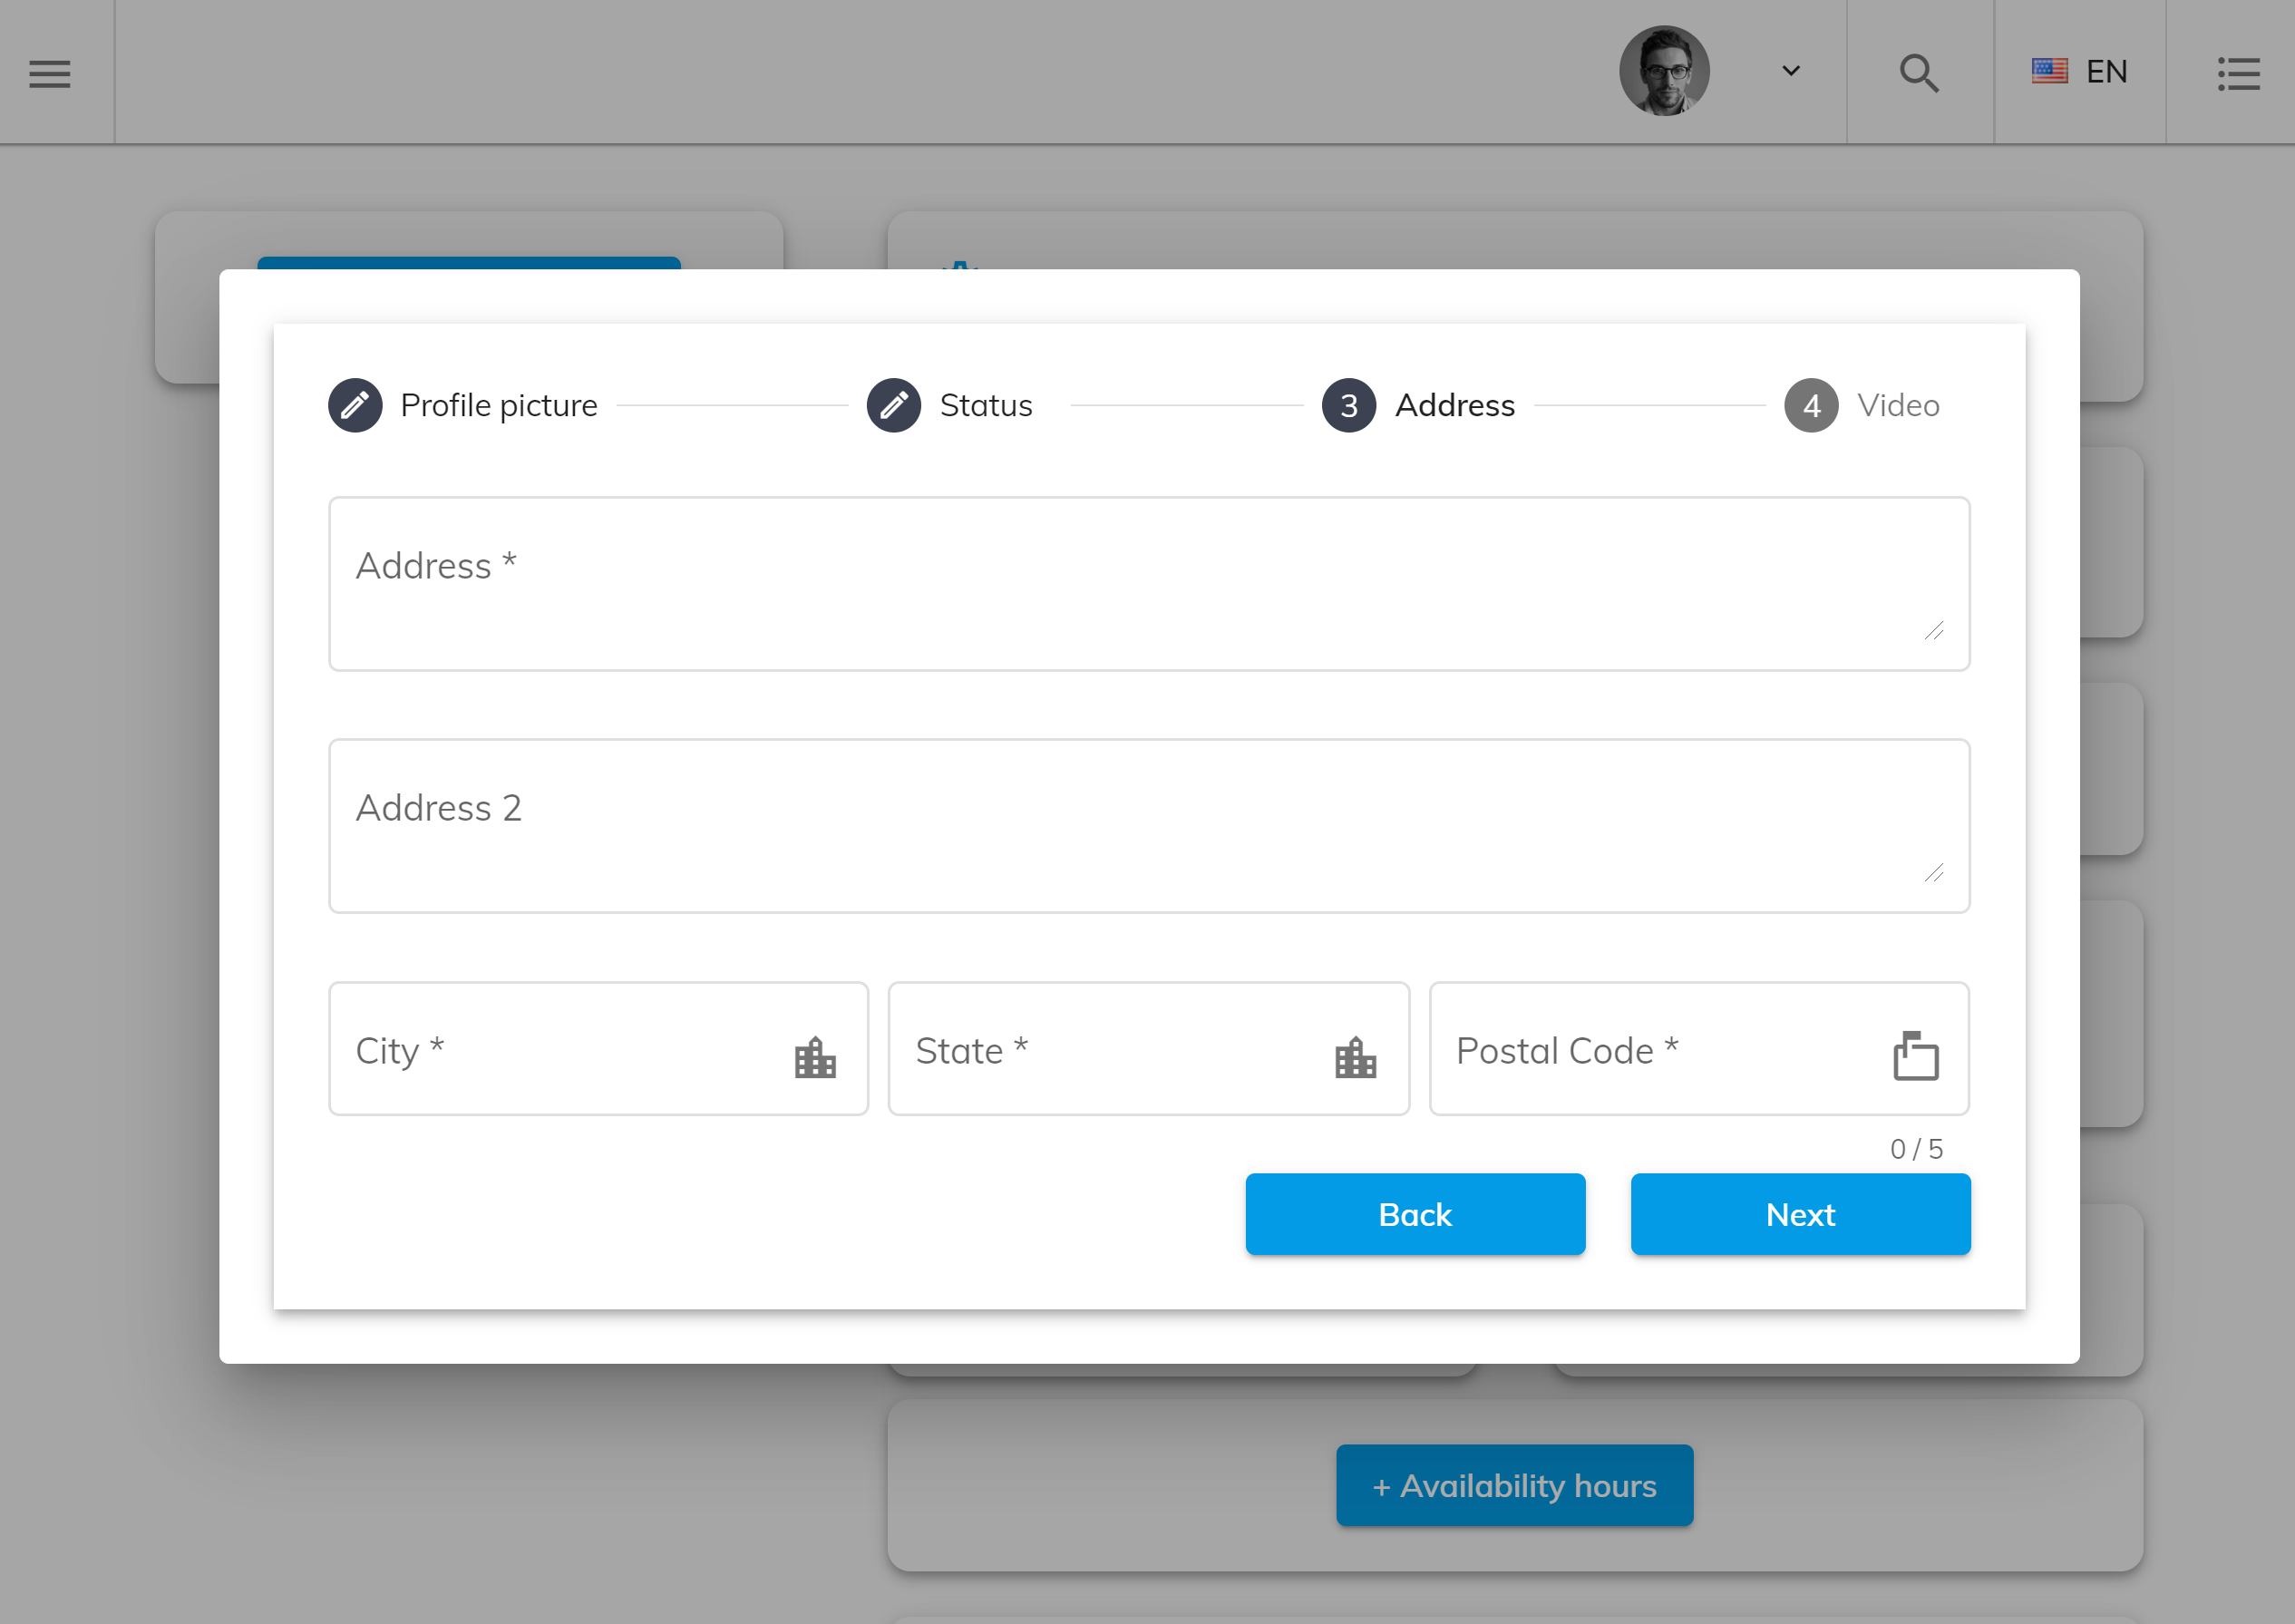 EN
Profile picture
Status
3 Address
4 Video
Address *
Address 2
City *
State *
Postal Code *
0 / 5
Back
Next
+ Availability hours